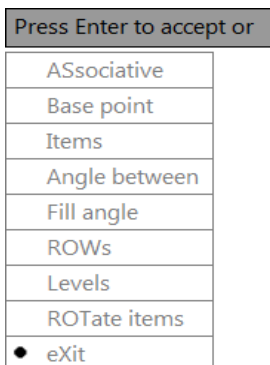 Press Enter to accept or
ASsociative
Base point
Items
Angle between
Fill angle
ROWs
Levels
ROTate items
eXit